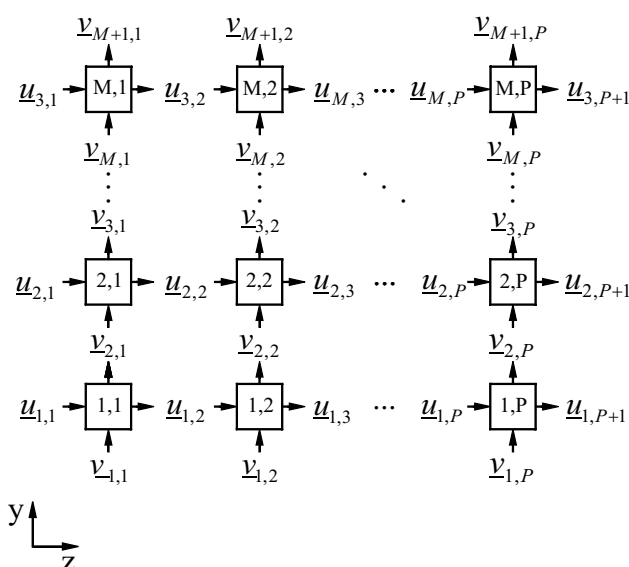 v_{M+1,1} v_{M+1,2} v_{M+1,P}
u_{3,1} M,1 u_{3,2} M,2 u_{M,3} ... u_{M,P} M,P u_{3,P+1}
v_{M,1} v_{M,2} v_{M,P}
v_{3,1} v_{3,2} v_{3,P}
u_{2,1} 2,1 u_{2,2} 2,2 u_{2,3} ... u_{2,P} 2,P u_{2,P+1}
v_{2,1} v_{2,2} v_{2,P}
u_{1,1} 1,1 u_{1,2} 1,2 u_{1,3} ... u_{1,P} 1,P u_{1,P+1}
v_{1,1} v_{1,2} v_{1,P}
y
z